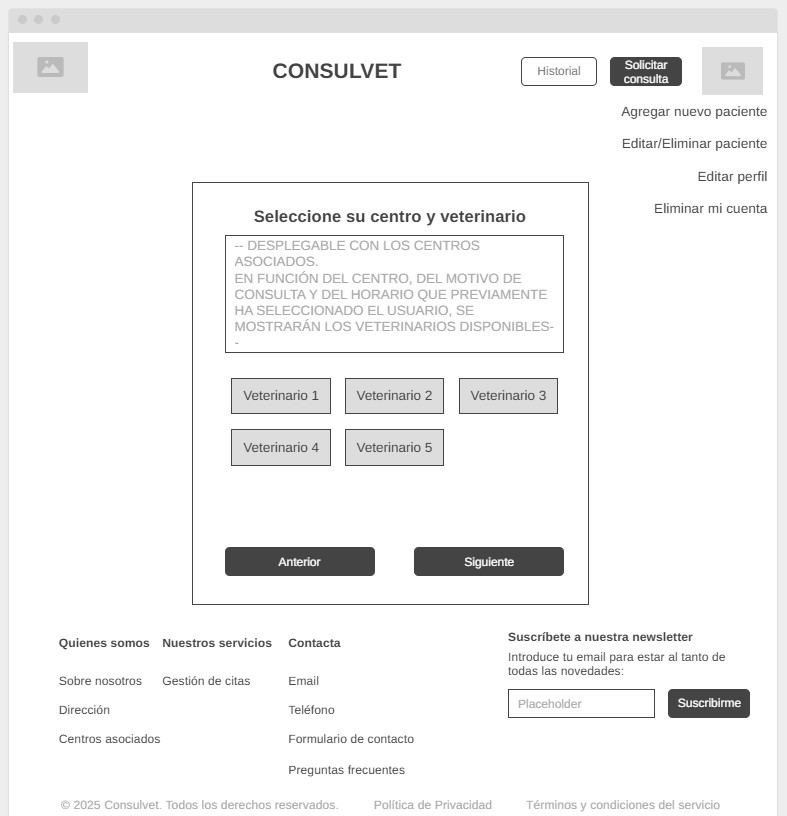 CONSULVET
Historial
Solicitar
consulta
Agregar nuevo paciente
Editar/Eliminar paciente
Editar perfil
Eliminar mi cuenta
Seleccione su centro y veterinario
-- DESPLEGABLE CON LOS CENTROS
ASOCIADOS.
EN FUNCIÓN DEL CENTRO, DEL MOTIVO DE
CONSULTA Y DEL HORARIO QUE PREVIAMENTE
HA SELECCIONADO EL USUARIO, SE
MOSTRARÁN LOS VETERINARIOS DISPONIBLES-
-
Veterinario 1
Veterinario 2
Veterinario 3
Veterinario 4
Veterinario 5
Anterior
Siguiente
Quienes somos
Sobre nosotros
Dirección
Centros asociados
Nuestros servicios
Gestión de citas
Contacta
Email
Teléfono
Formulario de contacto
Preguntas frecuentes
Suscríbete a nuestra newsletter
Introduce tu email para estar al tanto de
todas las novedades:
Placeholder
Suscribirme
© 2025 Consulvet. Todos los derechos reservados.
Política de Privacidad
Términos y condiciones del servicio